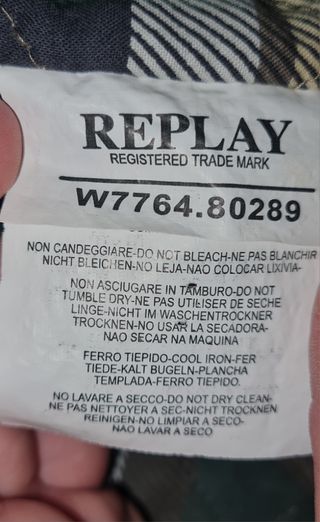 REPLAY
REGISTERED TRADE MARK
W7764.80289
NON CANDEGGIARE-DO NOT BLEACH-NE PAS BLANCHIR
NICHT BLEICHEN-NO LEJA-NAO COLOCAR LIXIVIA-
NON ASCIUGARE IN TAMBURO-DO NOT
TUMBLE DRY-NE PAS UTILISER DE SECHE
LINGE-NICHT IM WASCHENTROCKNER
TROCKNEN-NO USAR LA SECADORA-
NAO SECAR NA MAQUINA
FERRO TIEPIDO-COOL IRON-FER
TIEDE-KALT BUGELN-PLANCHA
TEMPLADA-FERRO TIEPIDO.
NO LAVARE A SECCO-DO NOT DRY CLEAN-
NE PAS NETTOYER A SEC-NICHT TROCKNEN
REINIGEN-NO LIMPIAR A SECO-
NAO LAVAR A SECO